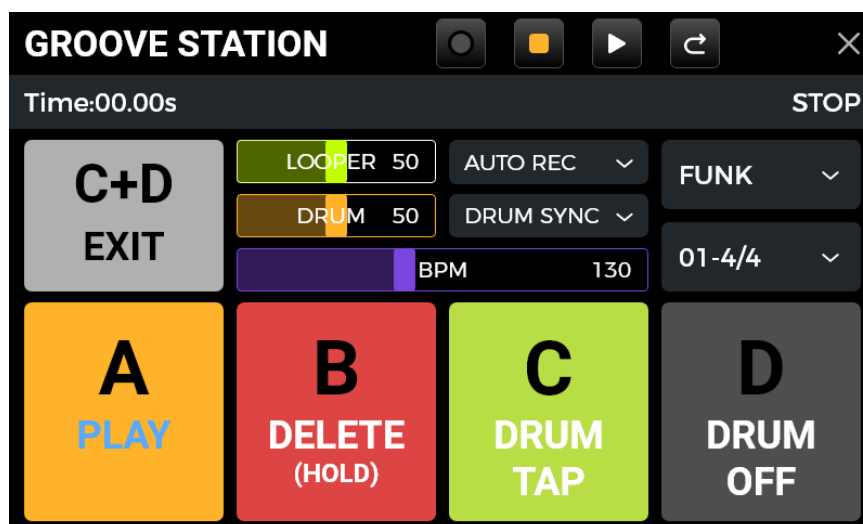 GROOVE STATION
Time:00.00s STOP
C+D
EXIT
LOOPER 50
AUTO REC
FUNK
DRUM 50
DRUM SYNC
BPM 130
01-4/4
A
PLAY
B
DELETE
(HOLD)
C
DRUM
TAP
D
DRUM
OFF